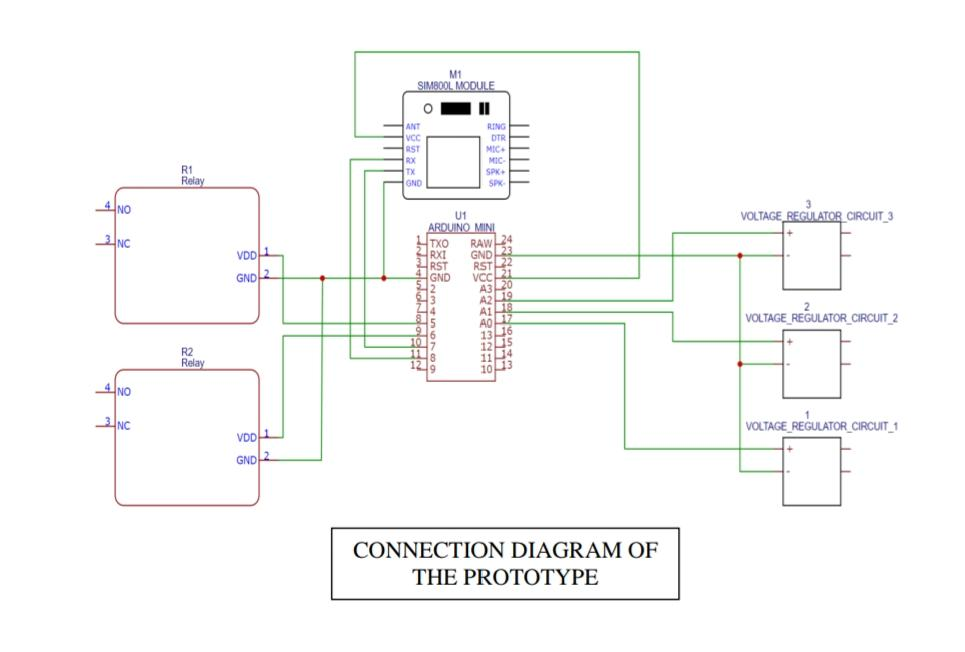 M1
SIM800L MODULE
ANT
VCC
RST
RX
TX
GND
RING
DTR
MIC+
MIC-
SPK+
SPK-
R1
Relay
4 NO
3 NC
VDD 1
GND 2
R2
Relay
4 NO
3 NC
VDD 1
GND 2
U1
ARDUINO_MINI
1 TXO RAW 24
2 RXI GND 23
3 RST RST 22
4 GND VCC 21
5 2 A3 20
6 3 A2 19
7 4 A1 18
8 5 A0 17
9 6 13 16
10 7 12 15
11 8 11 14
12 9 10 13
3
VOLTAGE_REGULATOR_CIRCUIT_3
+
-
2
VOLTAGE_REGULATOR_CIRCUIT_2
+
-
1
VOLTAGE_REGULATOR_CIRCUIT_1
+
-
CONNECTION DIAGRAM OF
THE PROTOTYPE